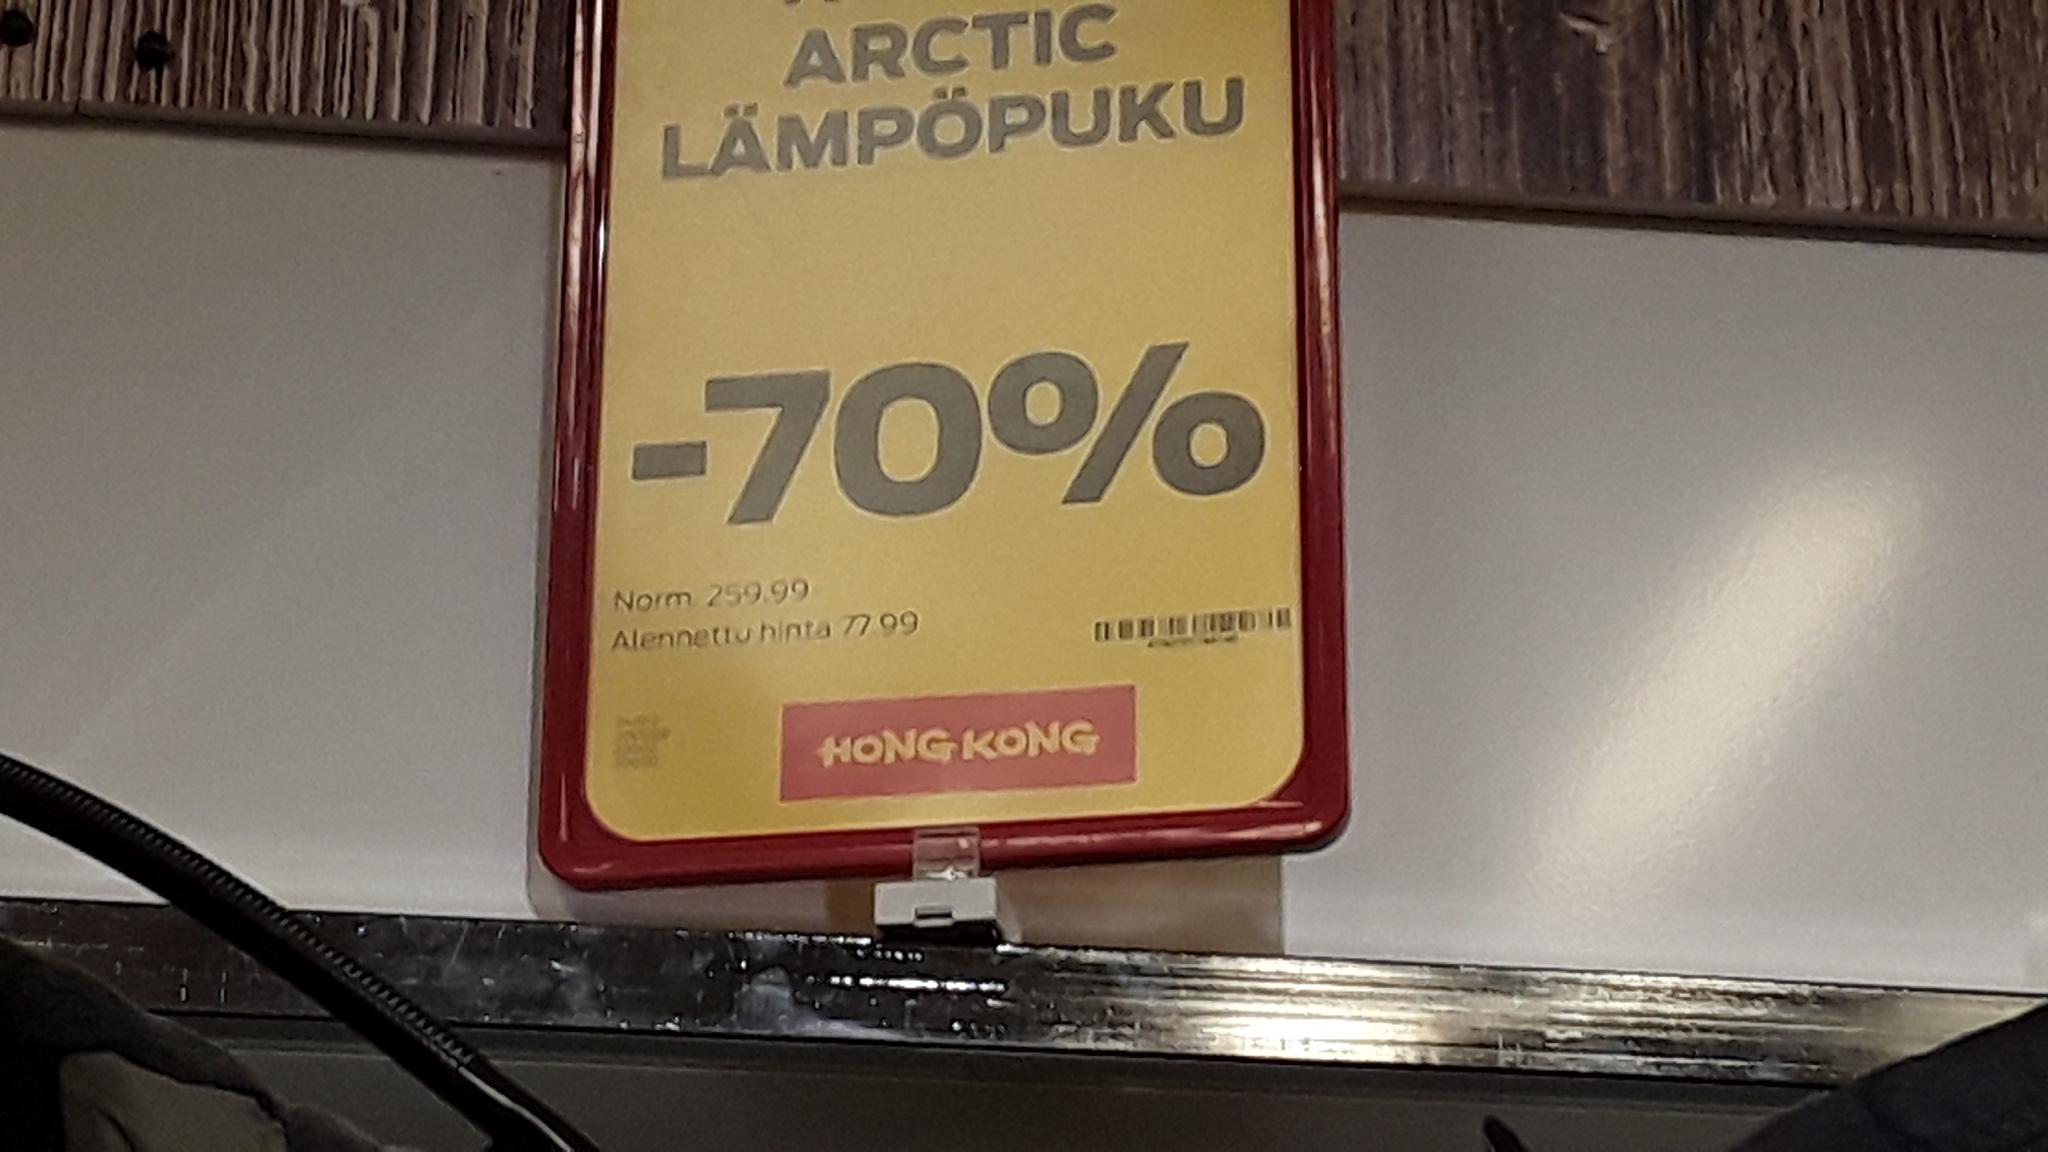 ARCTIC
LÄMPÖPUKU
-70%
Norm. 259.99
Alennettu hinta 77.99
HONG KONG